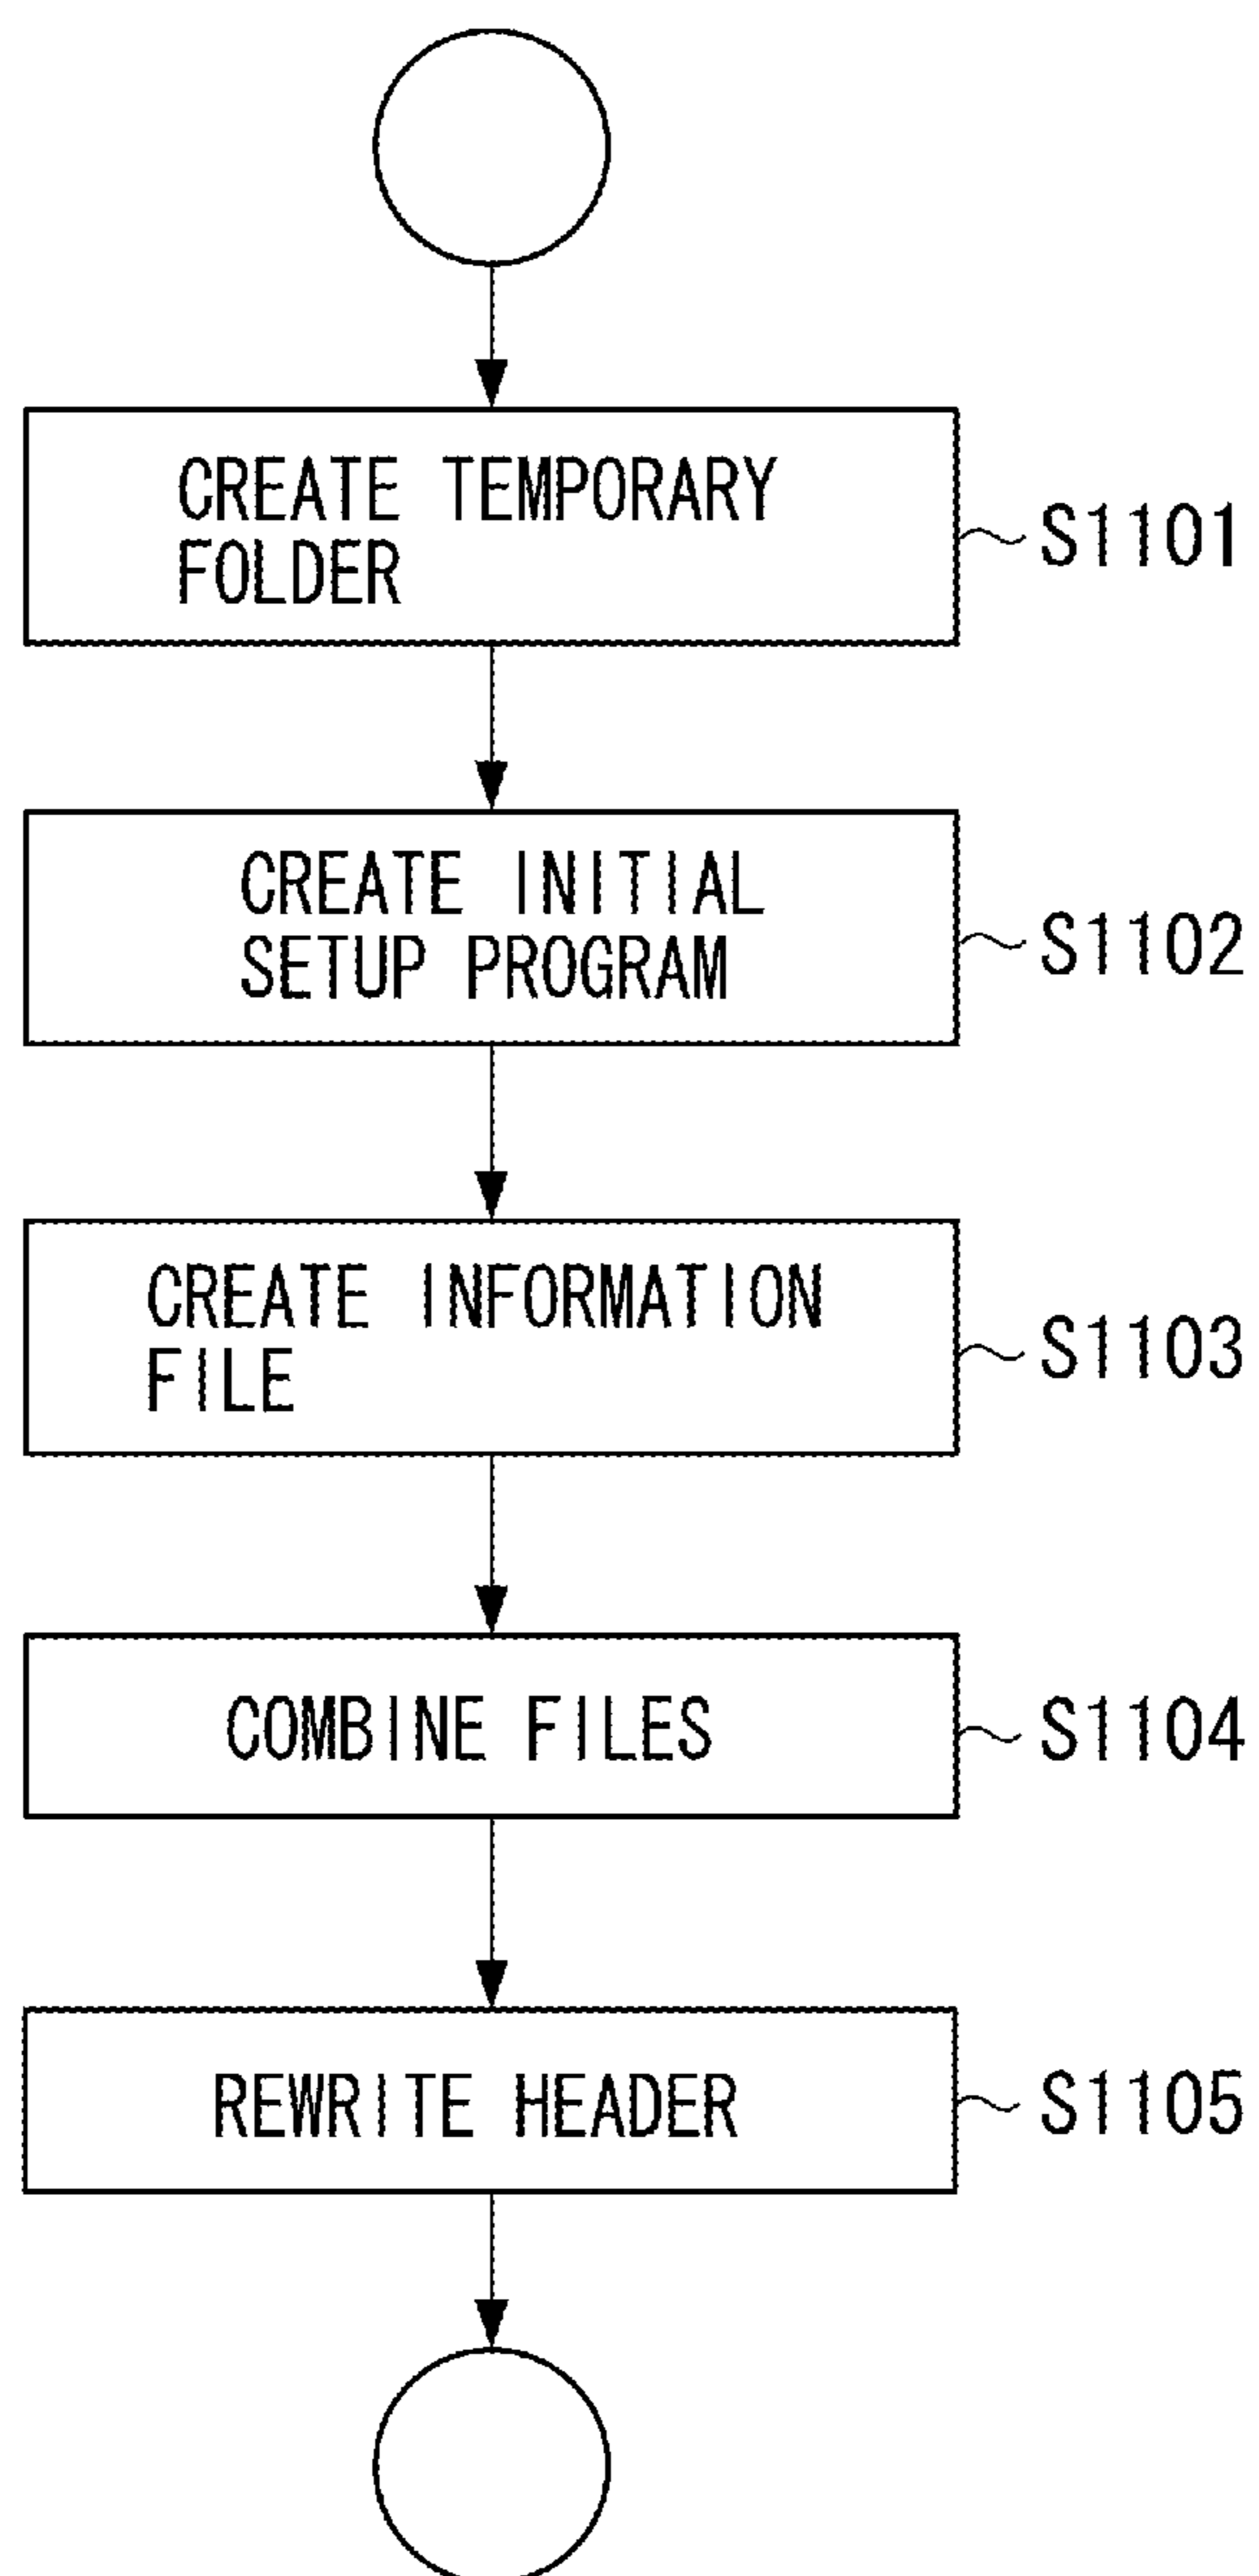 CREATE TEMPORARY
FOLDER
S1101
CREATE INITIAL
SETUP PROGRAM
S1102
CREATE INFORMATION
FILE
S1103
COMBINE FILES
S1104
REWRITE HEADER
S1105